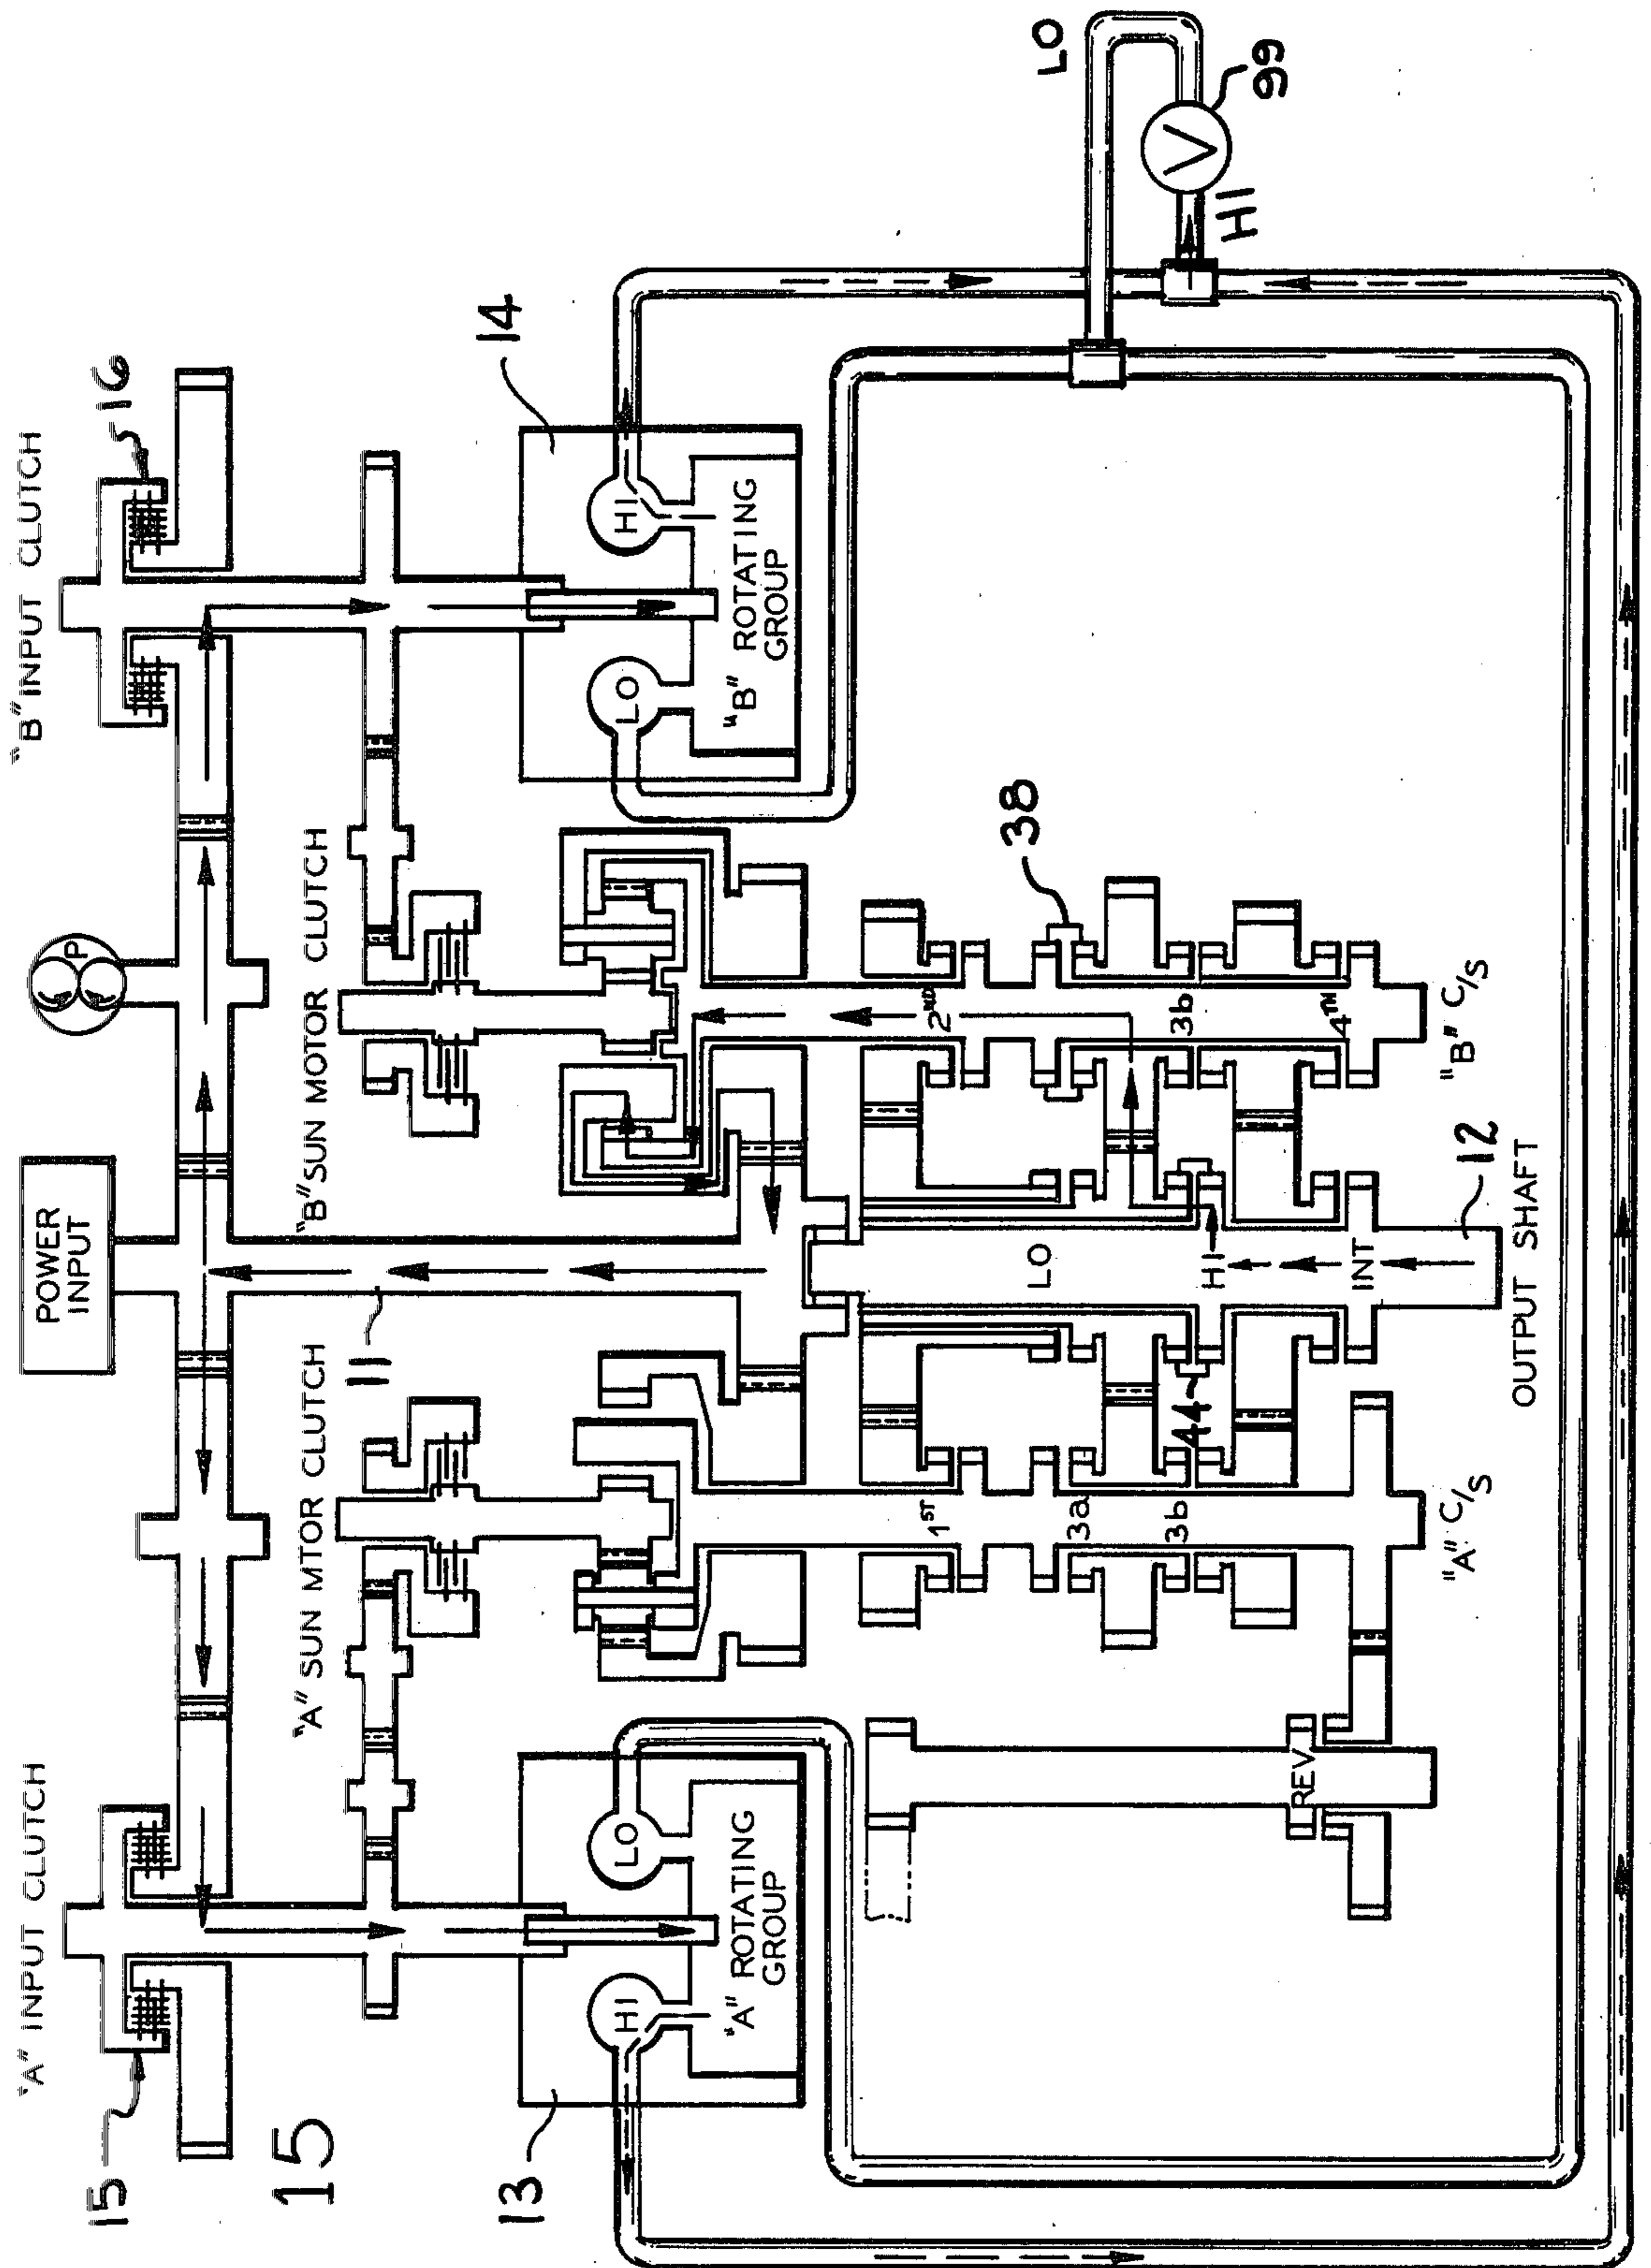 "A" INPUT CLUTCH
15
15
POWER
INPUT
P
"B" INPUT CLUTCH
16
"A" SUN MTOR CLUTCH
11
"B" SUN MOTOR CLUTCH
13
HI
LO
"A" ROTATING
GROUP
14
LO
HI
"B" ROTATING
GROUP
LO
HI
V
99
1ST
3a
3b
"A" C/S
REV
44
LO
HI
INT
12
OUTPUT SHAFT
2ND
38
3b
4TH
"B" C/S